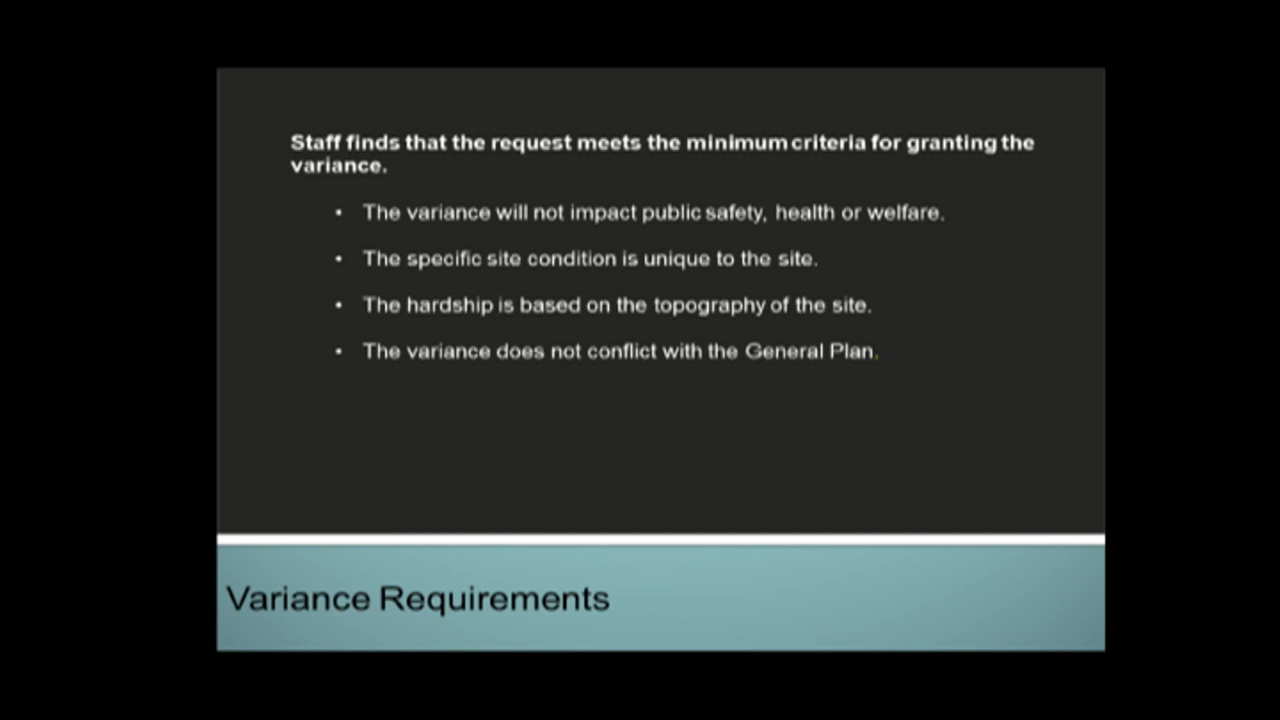 Staff finds that the request meets the minimum criteria for granting the
variance.
• The variance will not impact public safety, health or welfare.
• The specific site condition is unique to the site.
• The hardship is based on the topography of the site.
• The variance does not conflict with the General Plan.
Variance Requirements